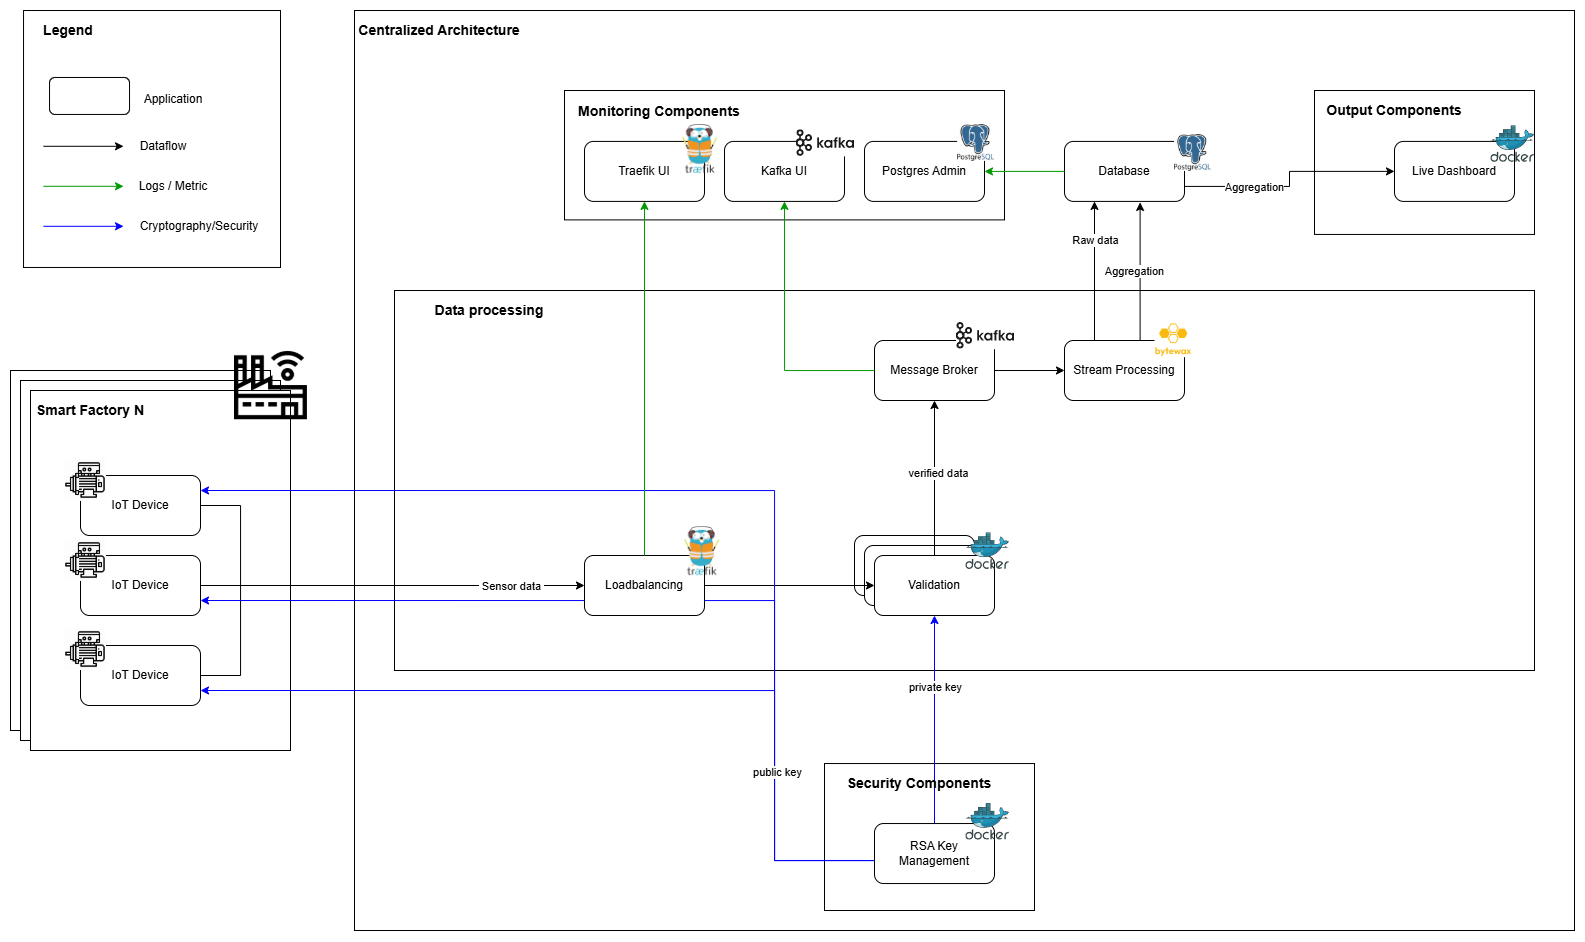 Legend
Application
Dataflow
Logs / Metric
Cryptography/Security
Centralized Architecture
Monitoring Components
Traefik UI
træfik
Kafka UI
kafka
Postgres Admin
PostgreSQL
Database
PostgreSQL
Aggregation
Output Components
docker
Live Dashboard
Raw data
Aggregation
Data processing
kafka
Message Broker
bytewax
Stream Processing
verified data
Smart Factory N
IoT Device
IoT Device
IoT Device
Sensor data
træfik
Loadbalancing
docker
Validation
private key
public key
Security Components
docker
RSA Key
Management